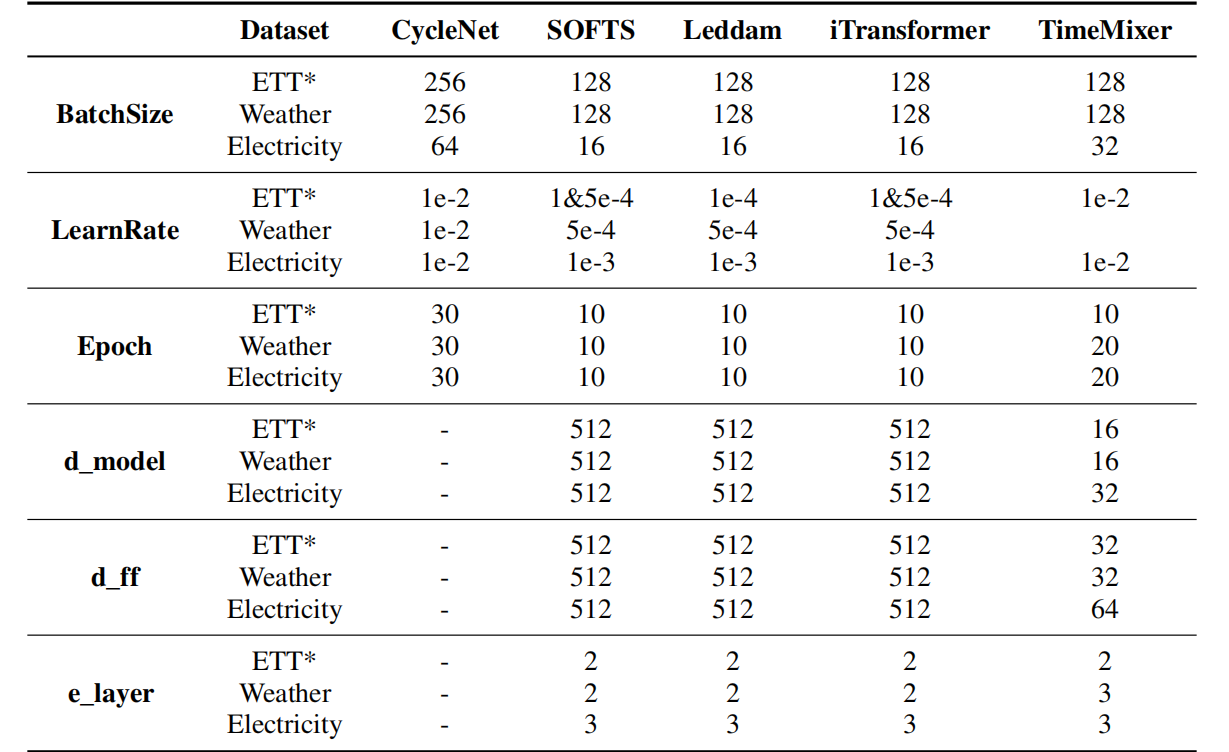 Dataset CycleNet SOFTS Leddam iTransformer TimeMixer
ETT* 256 128 128 128 128
BatchSize Weather 256 128 128 128 128
Electricity 64 16 16 16 32
ETT* 1e-2 1&5e-4 1e-4 1&5e-4 1e-2
LearnRate Weather 1e-2 5e-4 5e-4 5e-4
Electricity 1e-2 1e-3 1e-3 1e-3 1e-2
ETT* 30 10 10 10 10
Epoch Weather 30 10 10 10 20
Electricity 30 10 10 10 20
ETT* - 512 512 512 16
d_model Weather - 512 512 512 16
Electricity - 512 512 512 32
ETT* - 512 512 512 32
d_ff Weather - 512 512 512 32
Electricity - 512 512 512 64
ETT* - 2 2 2 2
e_layer Weather - 2 2 2 3
Electricity - 3 3 3 3